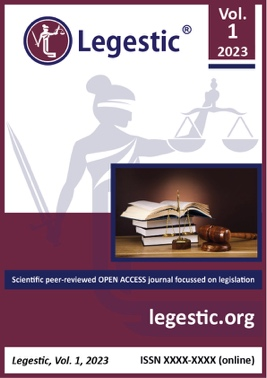 Vol.
1
2023
Legestic®
Scientific peer-reviewed OPEN ACCESS journal focussed on legislation
legestic.org
Legestic, Vol. 1, 2023
ISSN XXXX-XXXX (online)